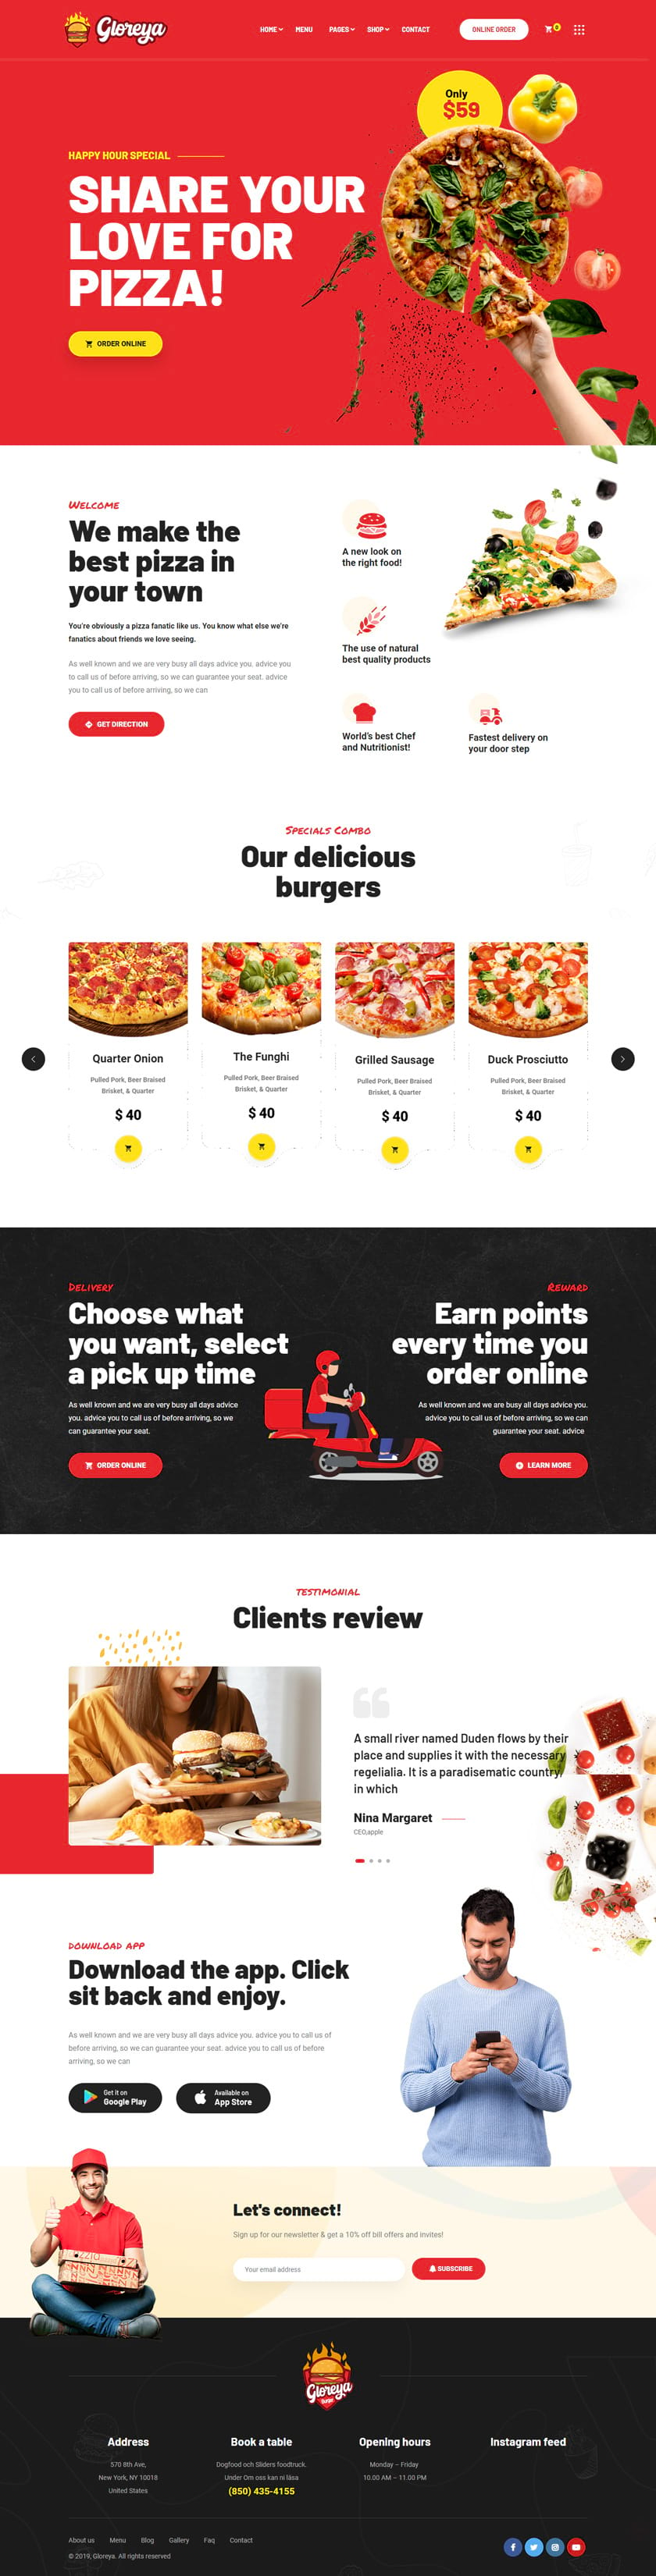 Gloreya
HOME MENU PAGES SHOP CONTACT ONLINE ORDER 0
Only
$59
HAPPY HOUR SPECIAL
SHARE YOUR
LOVE FOR
PIZZA!
ORDER ONLINE
WELCOME
We make the
best pizza in
your town
You're obviously a pizza fanatic like us. You know what else we're
fanatics about friends we love seeing.
As well known and we are very busy all days advice you. advice you
to call us of before arriving, so we can guarantee your seat. advice
you to call us of before arriving, so we can
GET DIRECTION
A new look on
the right food!
The use of natural
best quality products
World's best Chef
and Nutritionist!
Fastest delivery on
your door step
SPECIALS COMBO
Our delicious
burgers
Quarter Onion
Pulled Pork, Beer Braised
Brisket, & Quarter
$ 40
The Funghi
Pulled Pork, Beer Braised
Brisket, & Quarter
$ 40
Grilled Sausage
Pulled Pork, Beer Braised
Brisket, & Quarter
$ 40
Duck Prosciutto
Pulled Pork, Beer Braised
Brisket, & Quarter
$ 40
DELIVERY
Choose what
you want, select
a pick up time
As well known and we are very busy all days advice
you. advice you to call us of before arriving, so we
can guarantee your seat.
ORDER ONLINE
REWARD
Earn points
every time you
order online
As well known and we are busy all days advice you.
advice you to call us of before arriving, so we can
guarantee your seat. advice
LEARN MORE
TESTIMONIAL
Clients review
A small river named Duden flows by their
place and supplies it with the necessary
regelialia. It is a paradisematic country,
in which
Nina Margaret
CEO,apple
DOWNLOAD APP
Download the app. Click
sit back and enjoy.
As well known and we are very busy all days advice you. advice you to call us of
before arriving, so we can guarantee your seat. advice you to call us of before
arriving, so we can
Get it on
Google Play
Available on
App Store
Let's connect!
Sign up for our newsletter & get a 10% off bill offers and invites!
Your email address
SUBSCRIBE
Gloreya
Address
570 8th Ave,
New York, NY 10018
United States
Book a table
Dogfood och Sliders foodtruck.
Under Om oss kan ni läsa
(850) 435-4155
Opening hours
Monday – Friday
10.00 AM – 11.00 PM
Instagram feed
About us Menu Blog Gallery Faq Contact
© 2019, Gloreya. All rights reserved